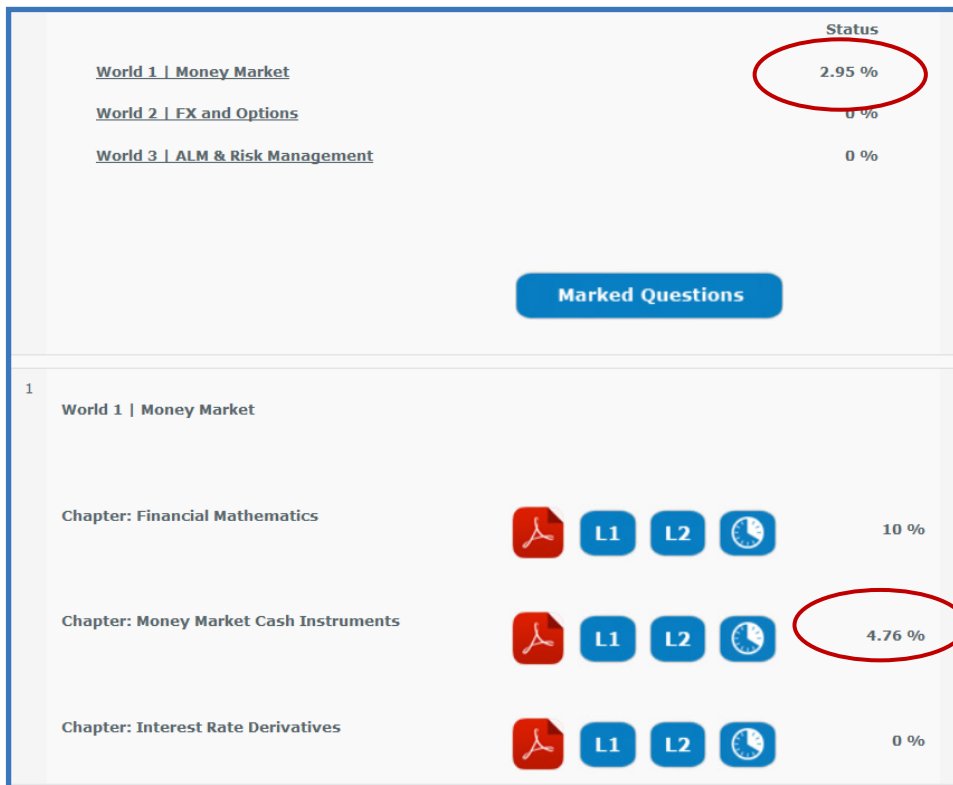 Status
World 1 | Money Market 2.95 %
World 2 | FX and Options 0 %
World 3 | ALM & Risk Management 0 %
Marked Questions
1
World 1 | Money Market
Chapter: Financial Mathematics L1 L2 10 %
Chapter: Money Market Cash Instruments L1 L2 4.76 %
Chapter: Interest Rate Derivatives L1 L2 0 %